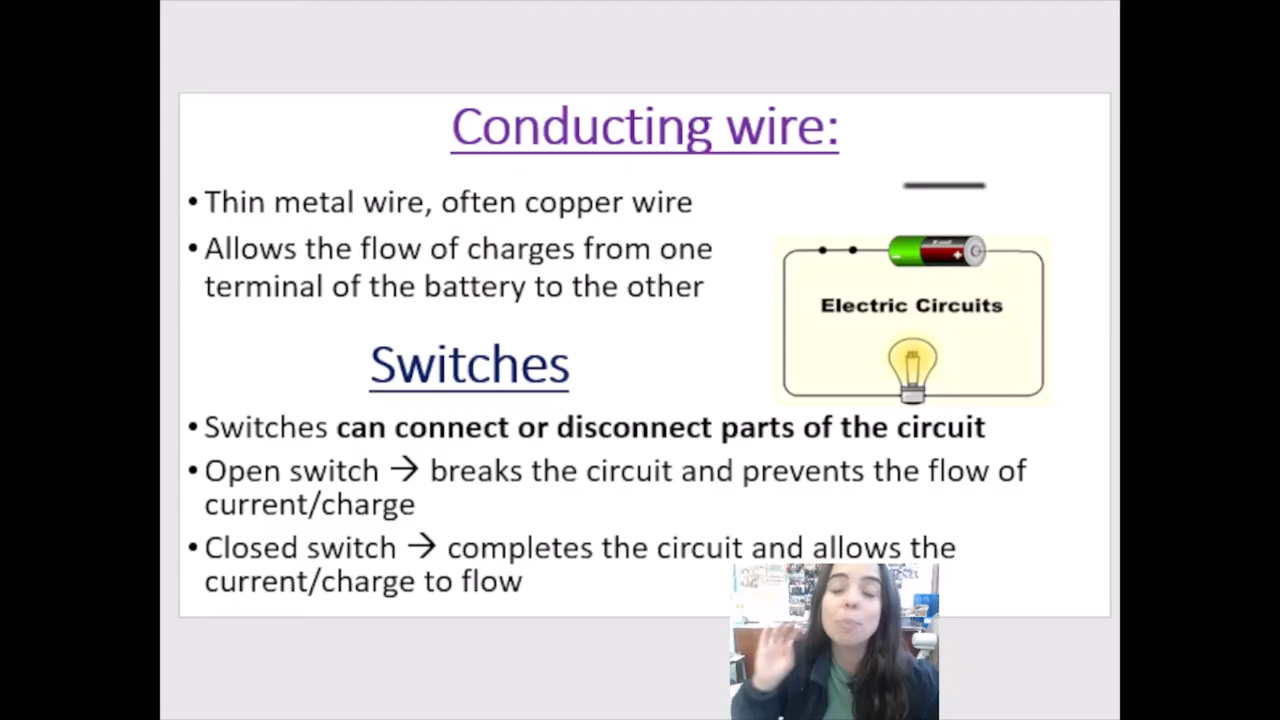 Conducting wire:
• Thin metal wire, often copper wire
• Allows the flow of charges from one
terminal of the battery to the other
Electric Circuits
Switches
• Switches can connect or disconnect parts of the circuit
• Open switch → breaks the circuit and prevents the flow of
current/charge
• Closed switch → completes the circuit and allows the
current/charge to flow